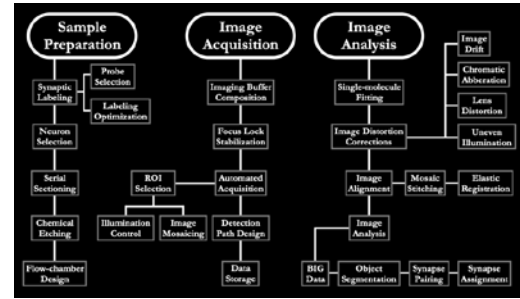 Sample
Preparation
Image
Acquisition
Image
Analysis
Synaptic
Labeling
Probe
Selection
Labeling
Optimization
Neuron
Selection
Serial
Sectioning
Chemical
Etching
Flow-chamber
Design
Imaging Buffer
Composition
Focus Lock
Stabilization
ROI
Selection
Automated
Acquisition
Illumination
Control
Image
Mosaicing
Detection
Path Design
Data
Storage
Single-molecule
Fitting
Image Distortion
Corrections
Image
Drift
Chromatic
Abberation
Lens
Distortion
Uneven
Illumination
Image
Alignment
Mosaic
Stitching
Elastic
Registration
Image
Analysis
BIG
Data
Object
Segmentation
Synapse
Pairing
Synapse
Assignment